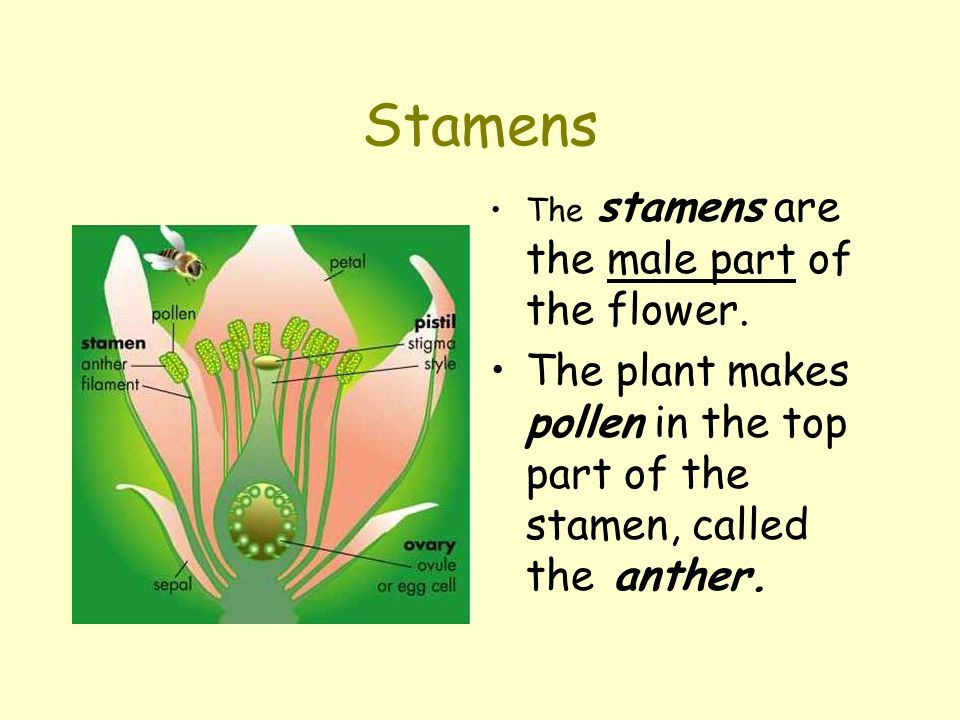 Stamens
petal
pollen
stamen
anther
filament
pistil
stigma
style
ovary
ovule
or egg cell
sepal
• The stamens are
the male part of
the flower.
• The plant makes
pollen in the top
part of the
stamen, called
the anther.